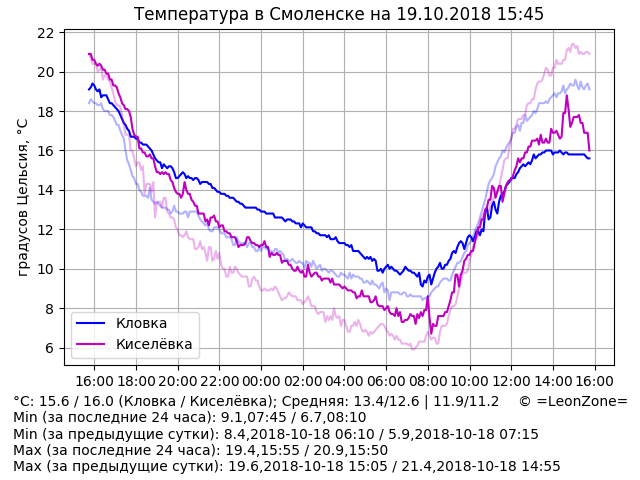 Температура в Смоленске на 19.10.2018 15:45
22
20
18
16
14
12
10
8
6
градусов Цельсия, °C
Кловка
Киселёвка
16:00 18:00 20:00 22:00 00:00 02:00 04:00 06:00 08:00 10:00 12:00 14:00 16:00
°C: 15.6 / 16.0 (Кловка / Киселёвка); Средняя: 13.4/12.6 | 11.9/11.2 © =LeonZone=
Min (за последние 24 часа): 9.1,07:45 / 6.7,08:10
Min (за предыдущие сутки): 8.4,2018-10-18 06:10 / 5.9,2018-10-18 07:15
Max (за последние 24 часа): 19.4,15:55 / 20.9,15:50
Max (за предыдущие сутки): 19.6,2018-10-18 15:05 / 21.4,2018-10-18 14:55